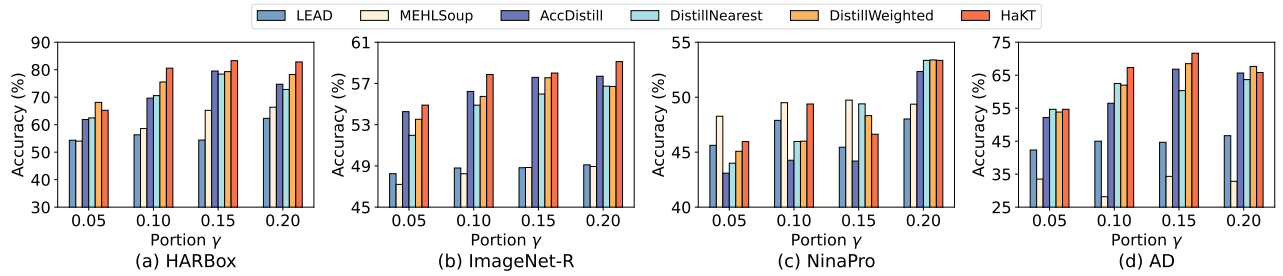 LEAD MEHLSoup AccDistill DistillNearest DistillWeighted HaKT
Accuracy (%)
90
80
70
60
50
40
30
0.05 0.10 0.15 0.20
Portion γ
(a) HARBox
Accuracy (%)
61
57
53
49
45
0.05 0.10 0.15 0.20
Portion γ
(b) ImageNet-R
Accuracy (%)
55
50
45
40
0.05 0.10 0.15 0.20
Portion γ
(c) NinaPro
Accuracy (%)
75
65
55
45
35
25
0.05 0.10 0.15 0.20
Portion γ
(d) AD